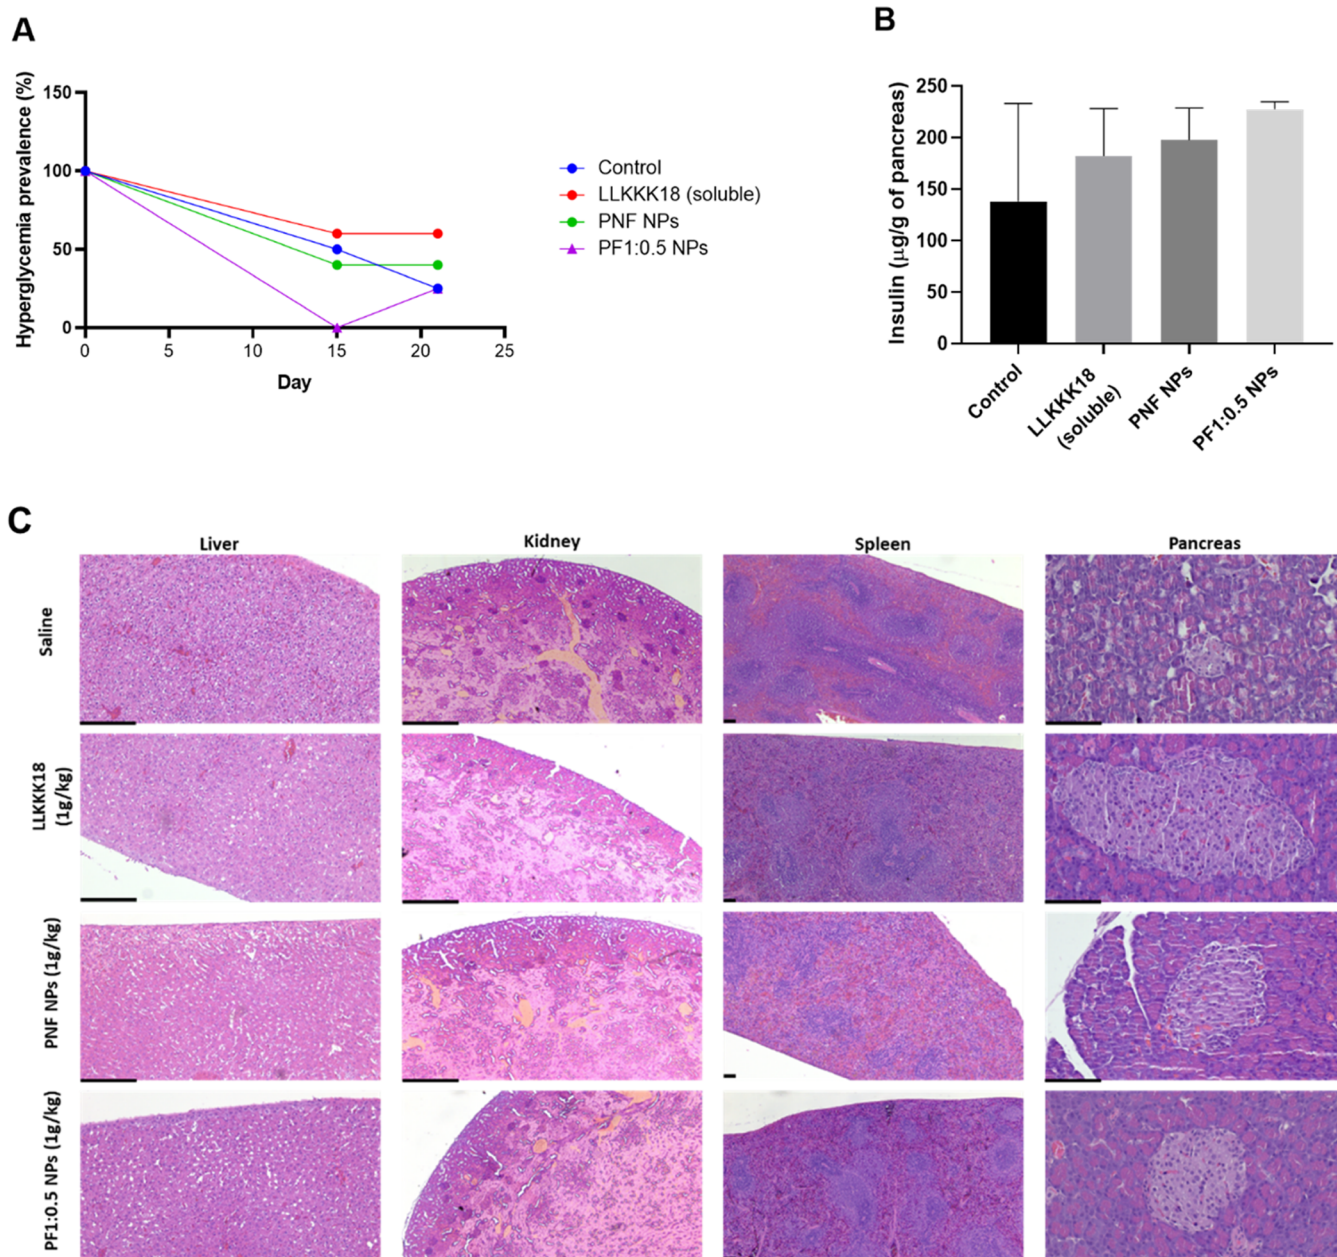 A
Hyperglycemia prevalence (%)
150
100
50
0
0 5 10 15 20 25
Day
Control
LLKKK18 (soluble)
PNF NPs
PF1:0.5 NPs
B
Insulin (μg/g of pancreas)
250
200
150
100
50
0
Control
LLKKK18
(soluble)
PNF NPs
PF1:0.5 NPs
C
Liver Kidney Spleen Pancreas
Saline
LLKKK18
(1g/kg)
PNF NPs (1g/kg)
PF1:0.5 NPs (1g/kg)